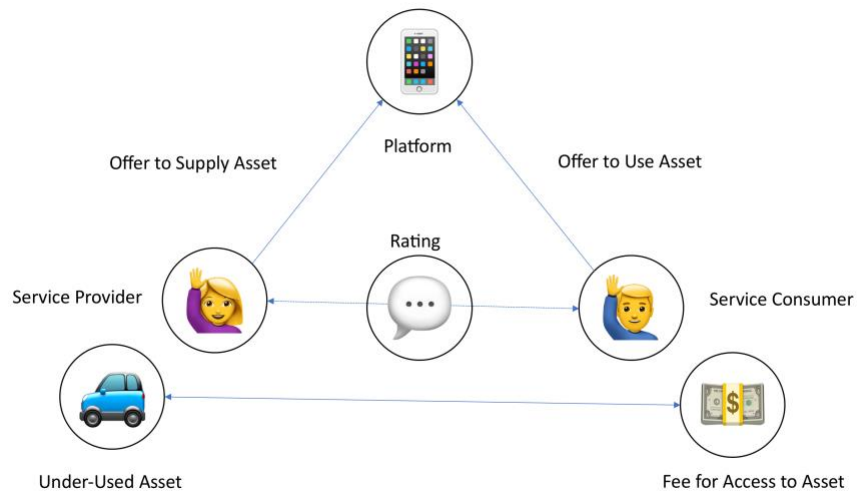 Platform
Offer to Supply Asset
Offer to Use Asset
Rating
Service Provider
Service Consumer
$
Under-Used Asset
Fee for Access to Asset